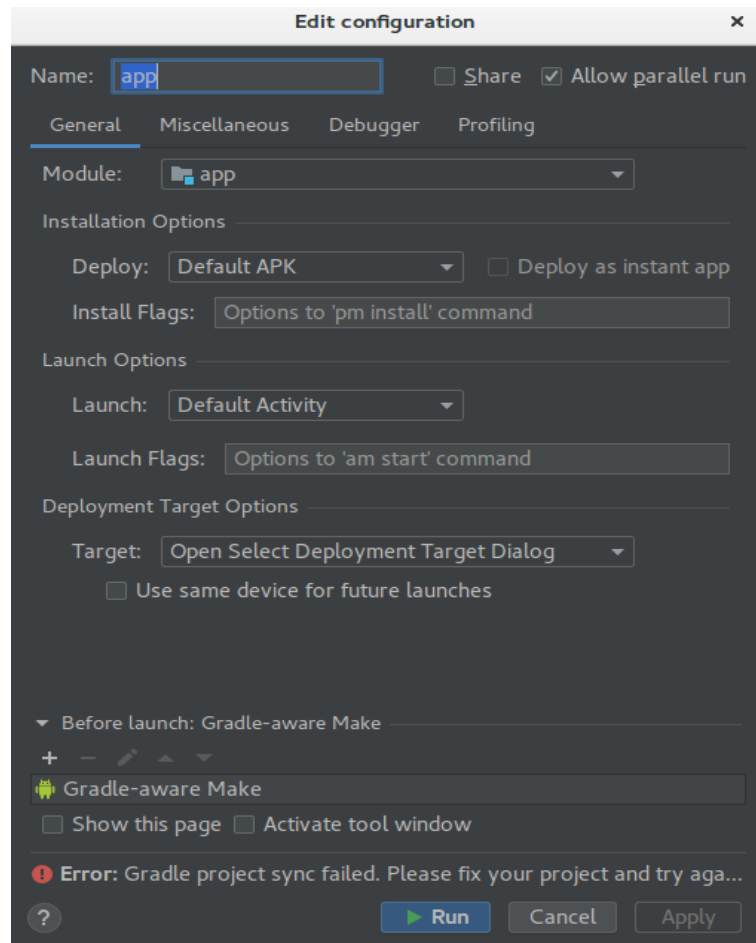 Edit configuration ×
Name: app Share Allow parallel run
General Miscellaneous Debugger Profiling
Module: app
Installation Options
Deploy: Default APK Deploy as instant app
Install Flags: Options to 'pm install' command
Launch Options
Launch: Default Activity
Launch Flags: Options to 'am start' command
Deployment Target Options
Target: Open Select Deployment Target Dialog
Use same device for future launches
Before launch: Gradle-aware Make
Gradle-aware Make
Show this page Activate tool window
Error: Gradle project sync failed. Please fix your project and try aga...
? Run Cancel Apply